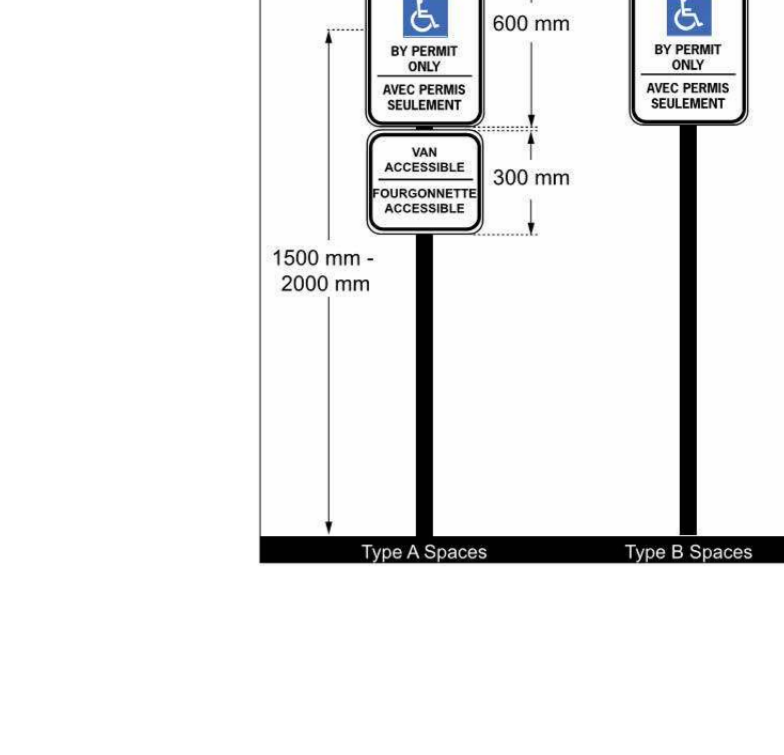 600 mm
BY PERMIT
ONLY
AVEC PERMIS
SEULEMENT
BY PERMIT
ONLY
AVEC PERMIS
SEULEMENT
VAN
ACCESSIBLE
FOURGONNETTE
ACCESSIBLE
300 mm
1500 mm -
2000 mm
Type A Spaces
Type B Spaces